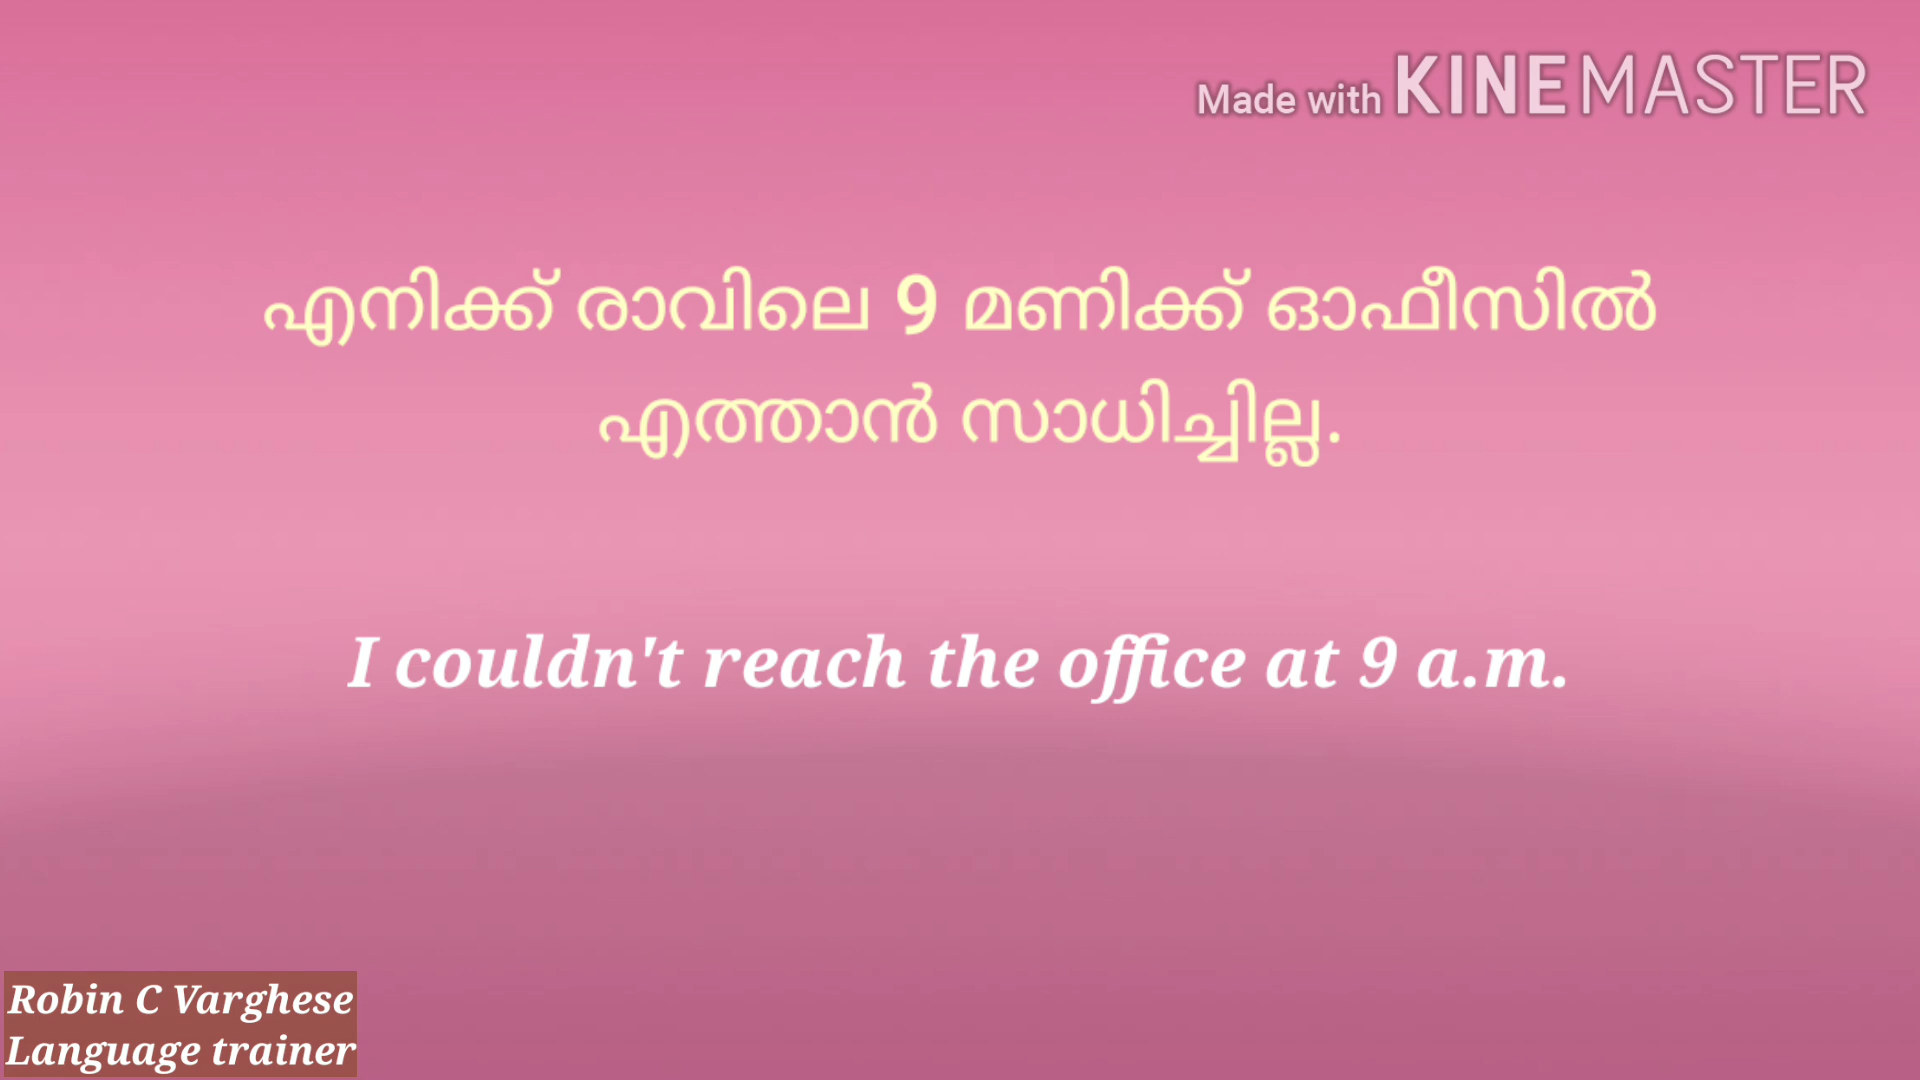 Made with KINEMASTER
എനിക്ക് രാവിലെ 9 മണിക്ക് ഓഫീസിൽ
എത്താൻ സാധിച്ചില്ല.
I couldn't reach the office at 9 a.m.
Robin C Varghese
Language trainer